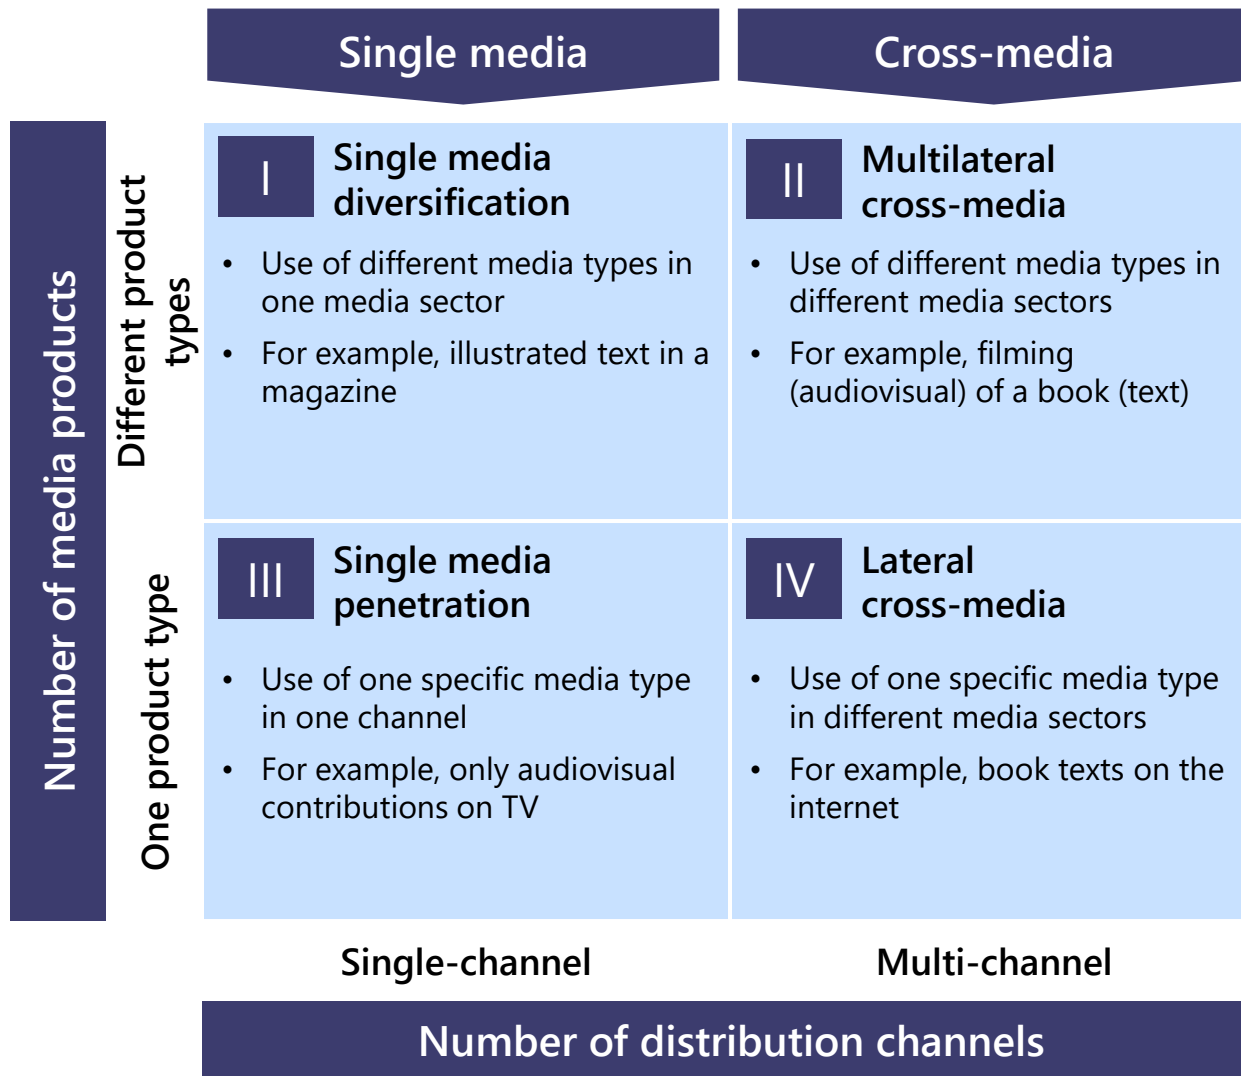 Single media
Cross-media
Number of media products
Different product
types
I
Single media
diversification
• Use of different media types in
one media sector
• For example, illustrated text in a
magazine
II
Multilateral
cross-media
• Use of different media types in
different media sectors
• For example, filming
(audiovisual) of a book (text)
One product type
III
Single media
penetration
• Use of one specific media type
in one channel
• For example, only audiovisual
contributions on TV
IV
Lateral
cross-media
• Use of one specific media type
in different media sectors
• For example, book texts on the
internet
Single-channel
Multi-channel
Number of distribution channels